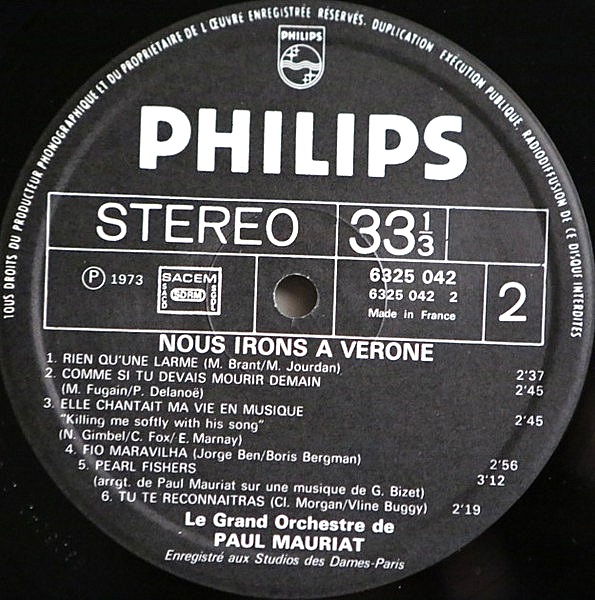 TOUS DROITS DU PRODUCTEUR PHONOGRAPHIQUE ET DU PROPRIETAIRE DE L'ŒUVRE ENREGISTRÉE RÉSERVÉS. DUPLICATION EXÉCUTION PUBLIQUE, RADIODIFFUSION DE CE DISQUE INTERDITES
PHILIPS
PHILIPS
STEREO 33 1/3
Ⓟ 1973
SACEM
SACD
SDRM
SGDL
6325 042
6325 042 2
Made in France
2
NOUS IRONS A VERONE
1. RIEN QU'UNE LARME (M. Brant/M. Jourdan) 2'37
2. COMME SI TU DEVAIS MOURIR DEMAIN
(M. Fugain/P. Delanoë) 2'45
3. ELLE CHANTAIT MA VIE EN MUSIQUE
"Killing me softly with his song" 2'45
(N. Gimbel/C. Fox/E. Marnay)
4. FIO MARAVILHA (Jorge Ben/Boris Bergman) 2'56
5. PEARL FISHERS 3'12
(arrgt. de Paul Mauriat sur une musique de G. Bizet)
6. TU TE RECONNAITRAS (Cl. Morgan/Vline Buggy) 2'19
Le Grand Orchestre de
PAUL MAURIAT
Enregistré aux Studios des Dames-Paris